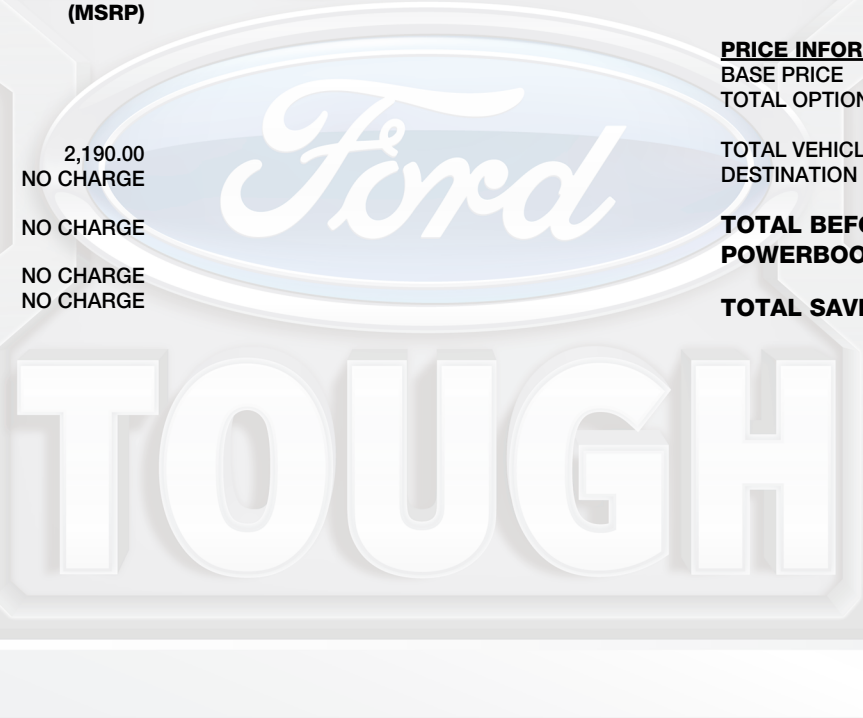 (MSRP)
2,190.00
NO CHARGE
NO CHARGE
NO CHARGE
NO CHARGE
PRICE INFOR
BASE PRICE
TOTAL OPTION
TOTAL VEHICL
DESTINATION
TOTAL BEFO
POWERBOO
TOTAL SAVI
Ford
TOUGH